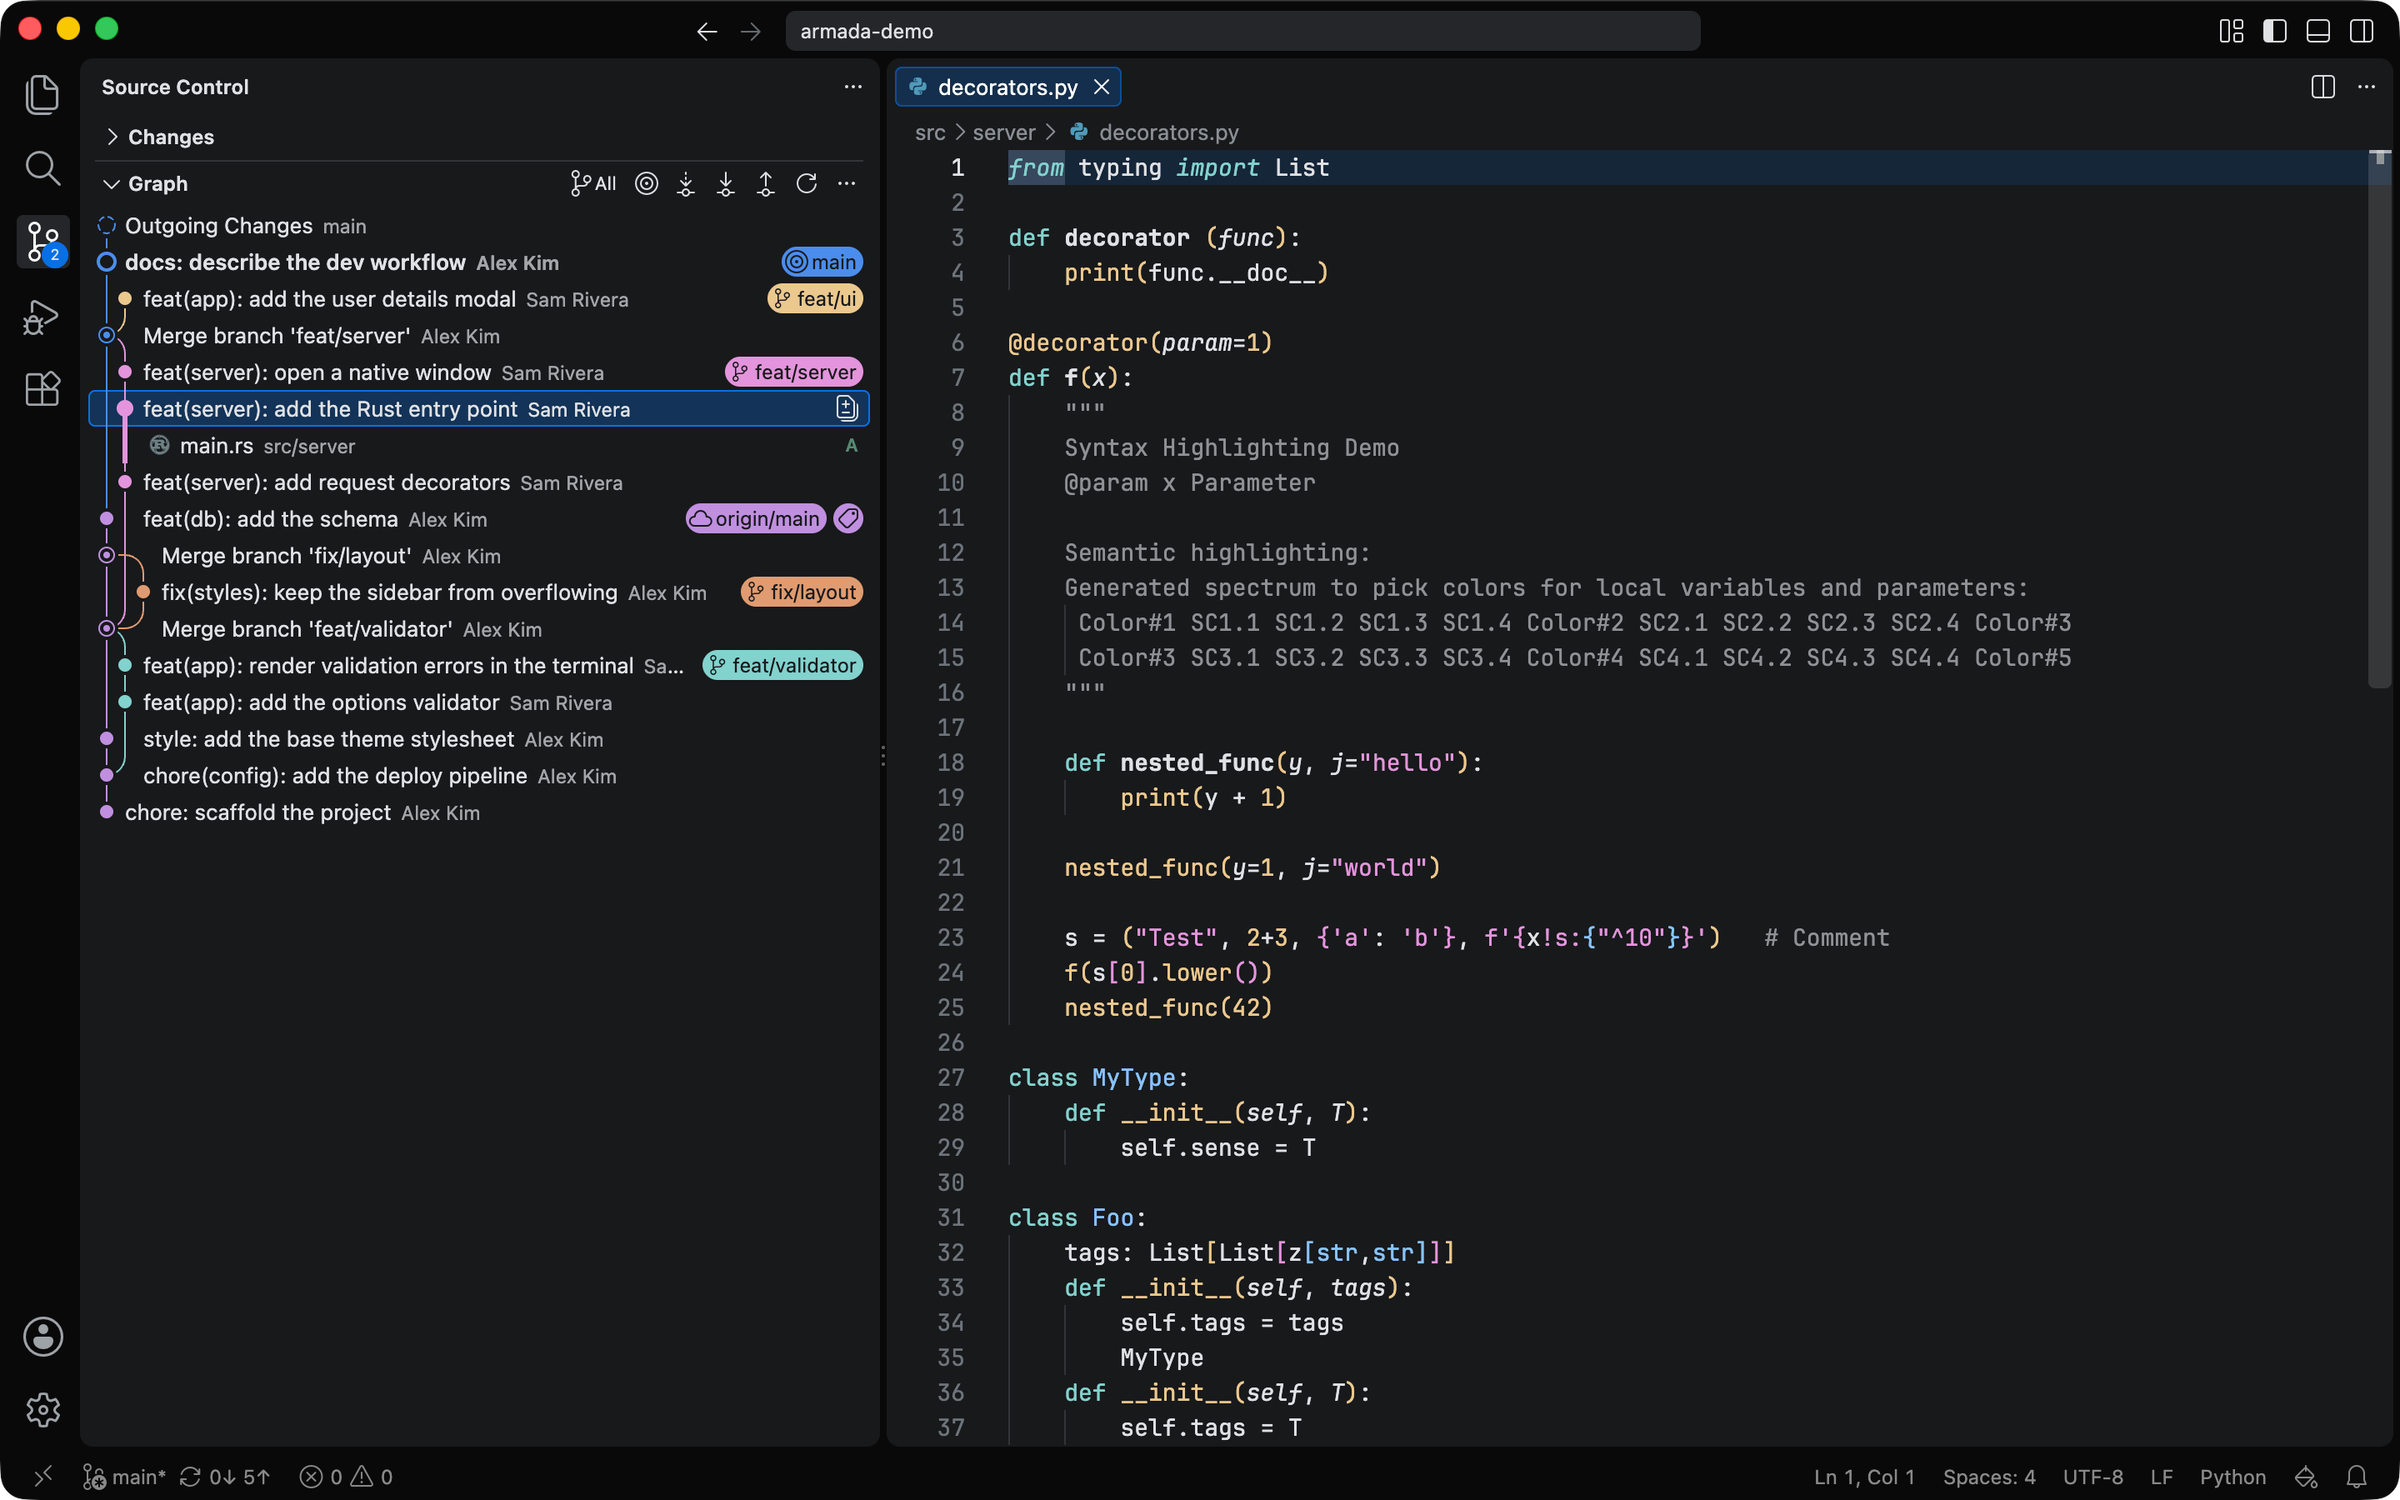 armada-demo
Source Control
Changes
Graph
All
Outgoing Changes main
docs: describe the dev workflow Alex Kim main
feat(app): add the user details modal Sam Rivera feat/ui
Merge branch 'feat/server' Alex Kim
feat(server): open a native window Sam Rivera feat/server
feat(server): add the Rust entry point Sam Rivera
main.rs src/server A
feat(server): add request decorators Sam Rivera
feat(db): add the schema Alex Kim origin/main
Merge branch 'fix/layout' Alex Kim
fix(styles): keep the sidebar from overflowing Alex Kim fix/layout
Merge branch 'feat/validator' Alex Kim
feat(app): render validation errors in the terminal Sa... feat/validator
feat(app): add the options validator Sam Rivera
style: add the base theme stylesheet Alex Kim
chore(config): add the deploy pipeline Alex Kim
chore: scaffold the project Alex Kim
2
decorators.py
src > server > decorators.py
1 from typing import List
2
3 def decorator (func):
4     print(func.__doc__)
5
6 @decorator(param=1)
7 def f(x):
8     """
9     Syntax Highlighting Demo
10     @param x Parameter
11
12     Semantic highlighting:
13     Generated spectrum to pick colors for local variables and parameters:
14      Color#1 SC1.1 SC1.2 SC1.3 SC1.4 Color#2 SC2.1 SC2.2 SC2.3 SC2.4 Color#3
15      Color#3 SC3.1 SC3.2 SC3.3 SC3.4 Color#4 SC4.1 SC4.2 SC4.3 SC4.4 Color#5
16     """
17
18     def nested_func(y, j="hello"):
19         print(y + 1)
20
21     nested_func(y=1, j="world")
22
23     s = ("Test", 2+3, {'a': 'b'}, f'{x!s:{"^10"}}')   # Comment
24     f(s[0].lower())
25     nested_func(42)
26
27 class MyType:
28     def __init__(self, T):
29         self.sense = T
30
31 class Foo:
32     tags: List[List[z[str,str]]]
33     def __init__(self, tags):
34         self.tags = tags
35         MyType
36     def __init__(self, T):
37         self.tags = T
main* 0↓ 5↑ 0 0
Ln 1, Col 1 Spaces: 4 UTF-8 LF Python